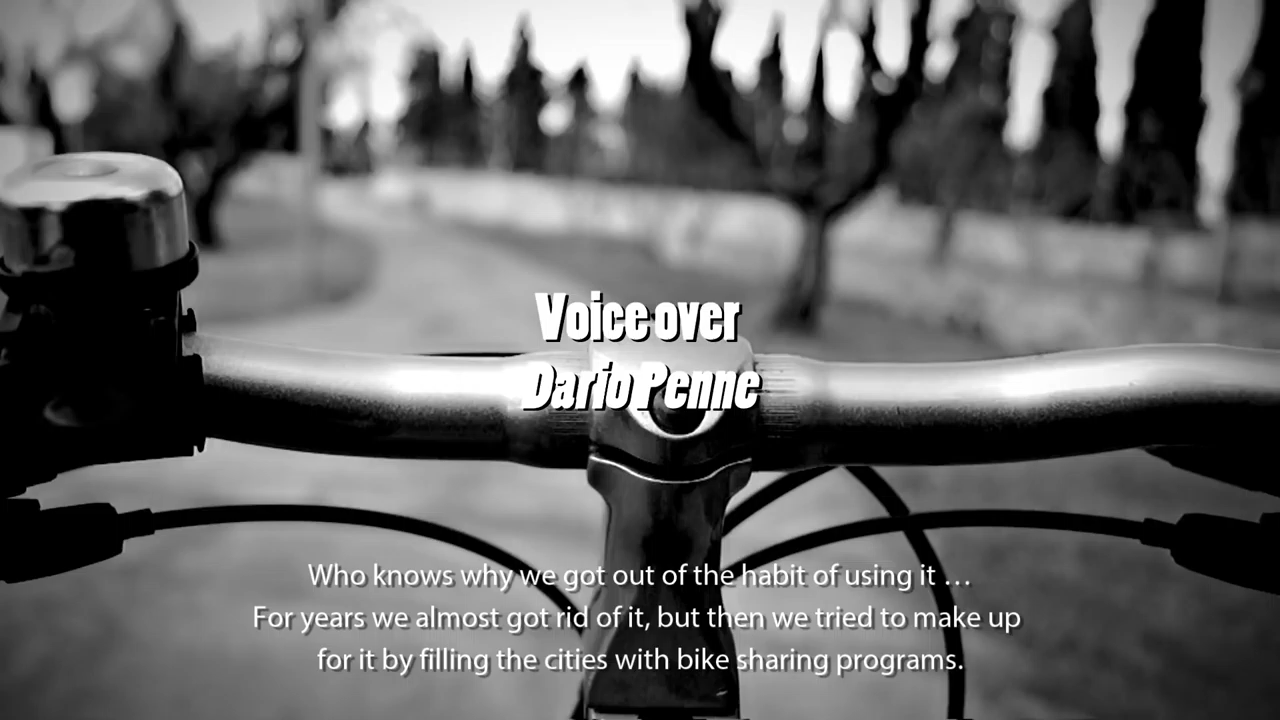 Voice over
Dario Penne
Who knows why we got out of the habit of using it …
For years we almost got rid of it, but then we tried to make up
for it by filling the cities with bike sharing programs.